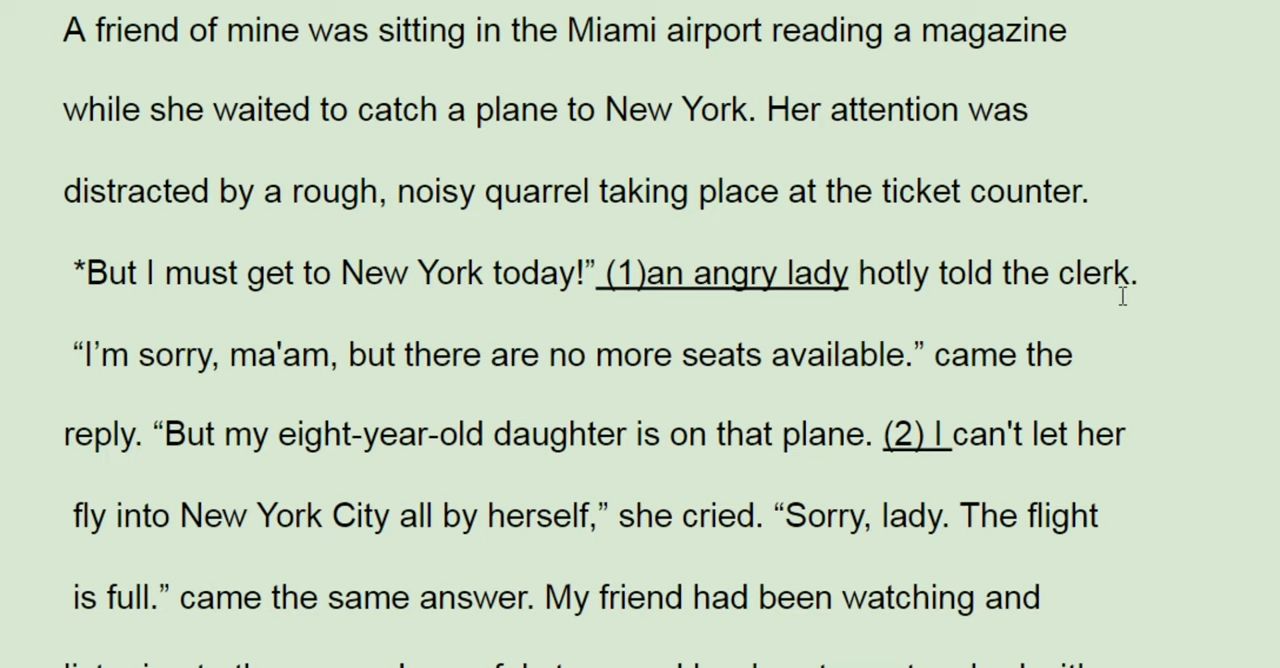 A friend of mine was sitting in the Miami airport reading a magazine
while she waited to catch a plane to New York. Her attention was
distracted by a rough, noisy quarrel taking place at the ticket counter.
*But I must get to New York today!” (1)an angry lady hotly told the clerk.
“I’m sorry, ma'am, but there are no more seats available.” came the
reply. “But my eight-year-old daughter is on that plane. (2) I can't let her
fly into New York City all by herself,” she cried. “Sorry, lady. The flight
is full.” came the same answer. My friend had been watching and